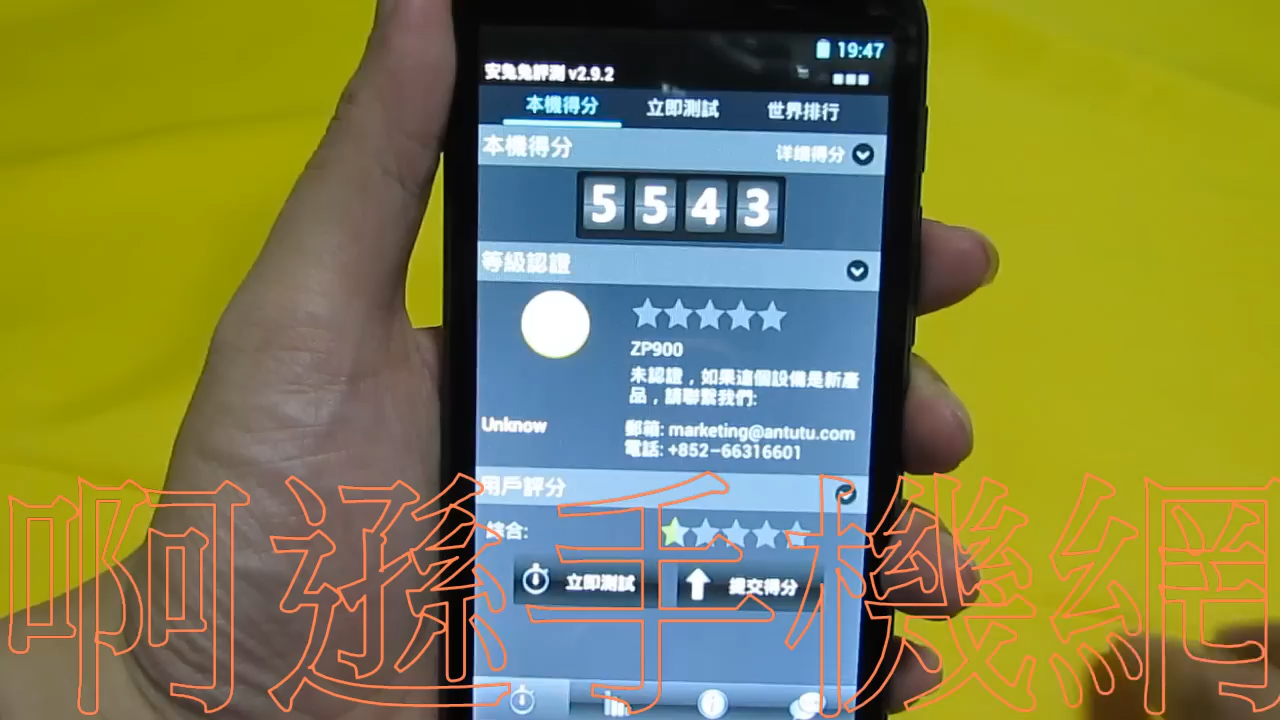 19:47
安兔兔評測 v2.9.2
本機得分 立即測試 世界排行
本機得分 详细得分
5543
等級認證
ZP900
未認證，如果這個設備是新產
品，請聯繫我們:
Unknow
郵箱: marketing@antutu.com
電話: +852-66316601
用戶評分
綜合:
立即測試 提交得分
啊遜手機網